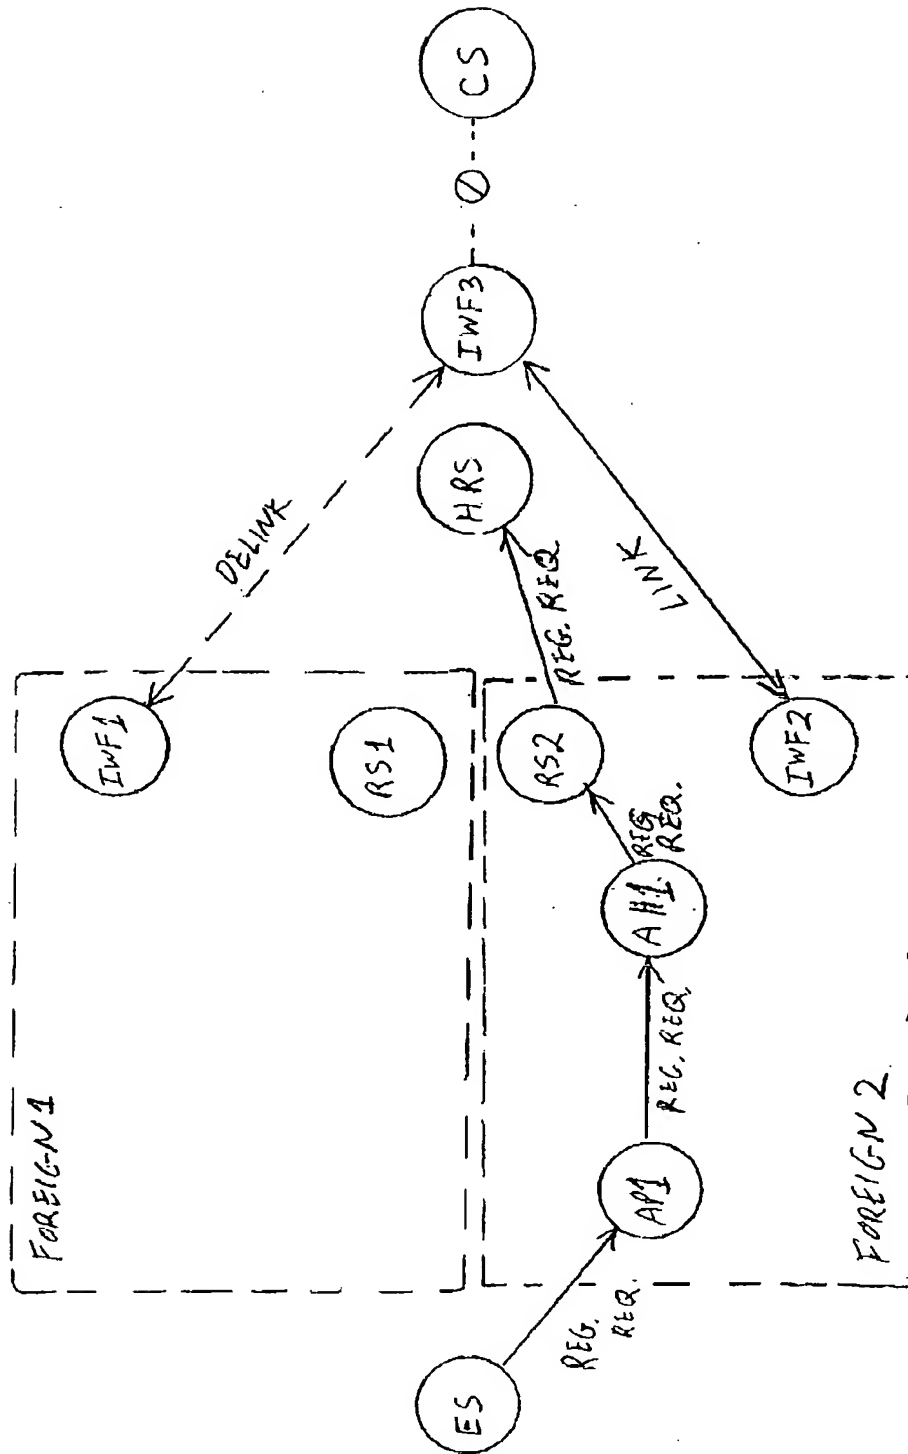 FOREIGN 1
IWF1
RS1
DELINK
ES
REG.
REQ.
AP1
REG. REQ.
AH1
REG
REQ.
RS2
REG. REQ.
HRS
IWF3
CS
LINK
IWF2
FOREIGN 2